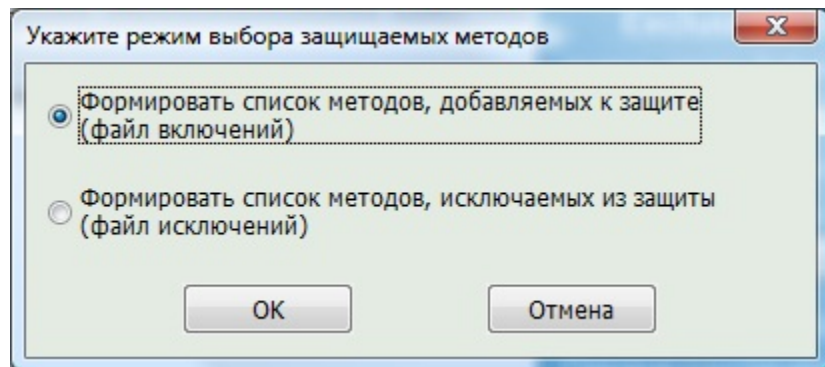 Укажите режим выбора защищаемых методов
Формировать список методов, добавляемых к защите
(файл включений)
Формировать список методов, исключаемых из защиты
(файл исключений)
OK
Отмена